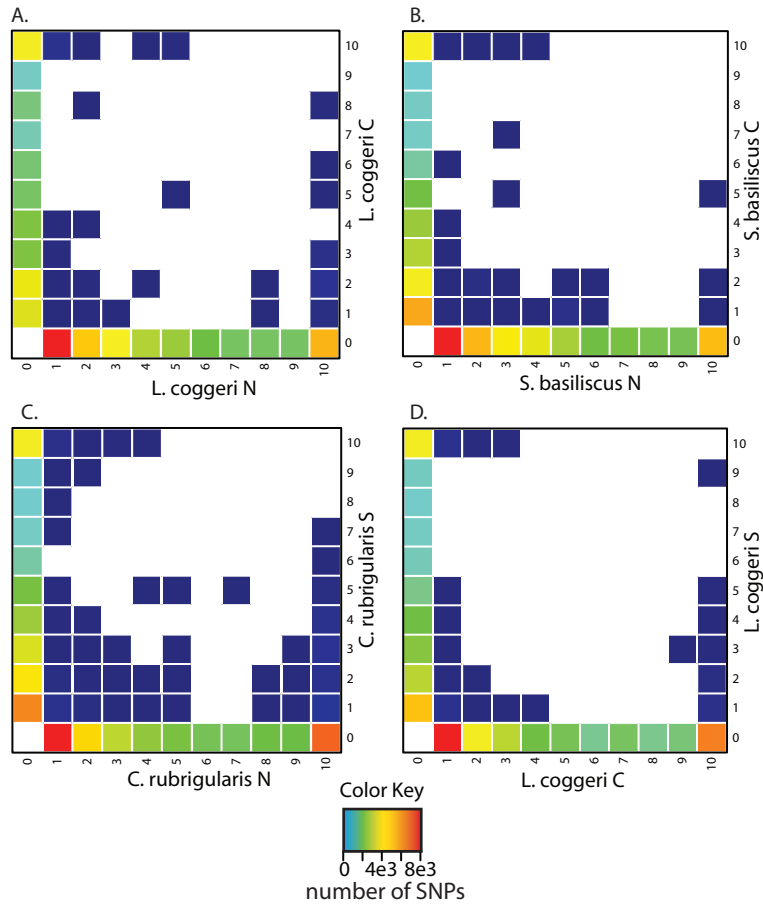 A.
10
9
8
7
6
5
4
3
2
1
0
L. coggeri C
0 1 2 3 4 5 6 7 8 9 10
L. coggeri N
B.
10
9
8
7
6
5
4
3
2
1
0
S. basiliscus C
0 1 2 3 4 5 6 7 8 9 10
S. basiliscus N
C.
10
9
8
7
6
5
4
3
2
1
0
C. rubrigularis S
0 1 2 3 4 5 6 7 8 9 10
C. rubrigularis N
D.
10
9
8
7
6
5
4
3
2
1
0
L. coggeri S
0 1 2 3 4 5 6 7 8 9 10
L. coggeri C
Color Key
0 4e3 8e3
number of SNPs